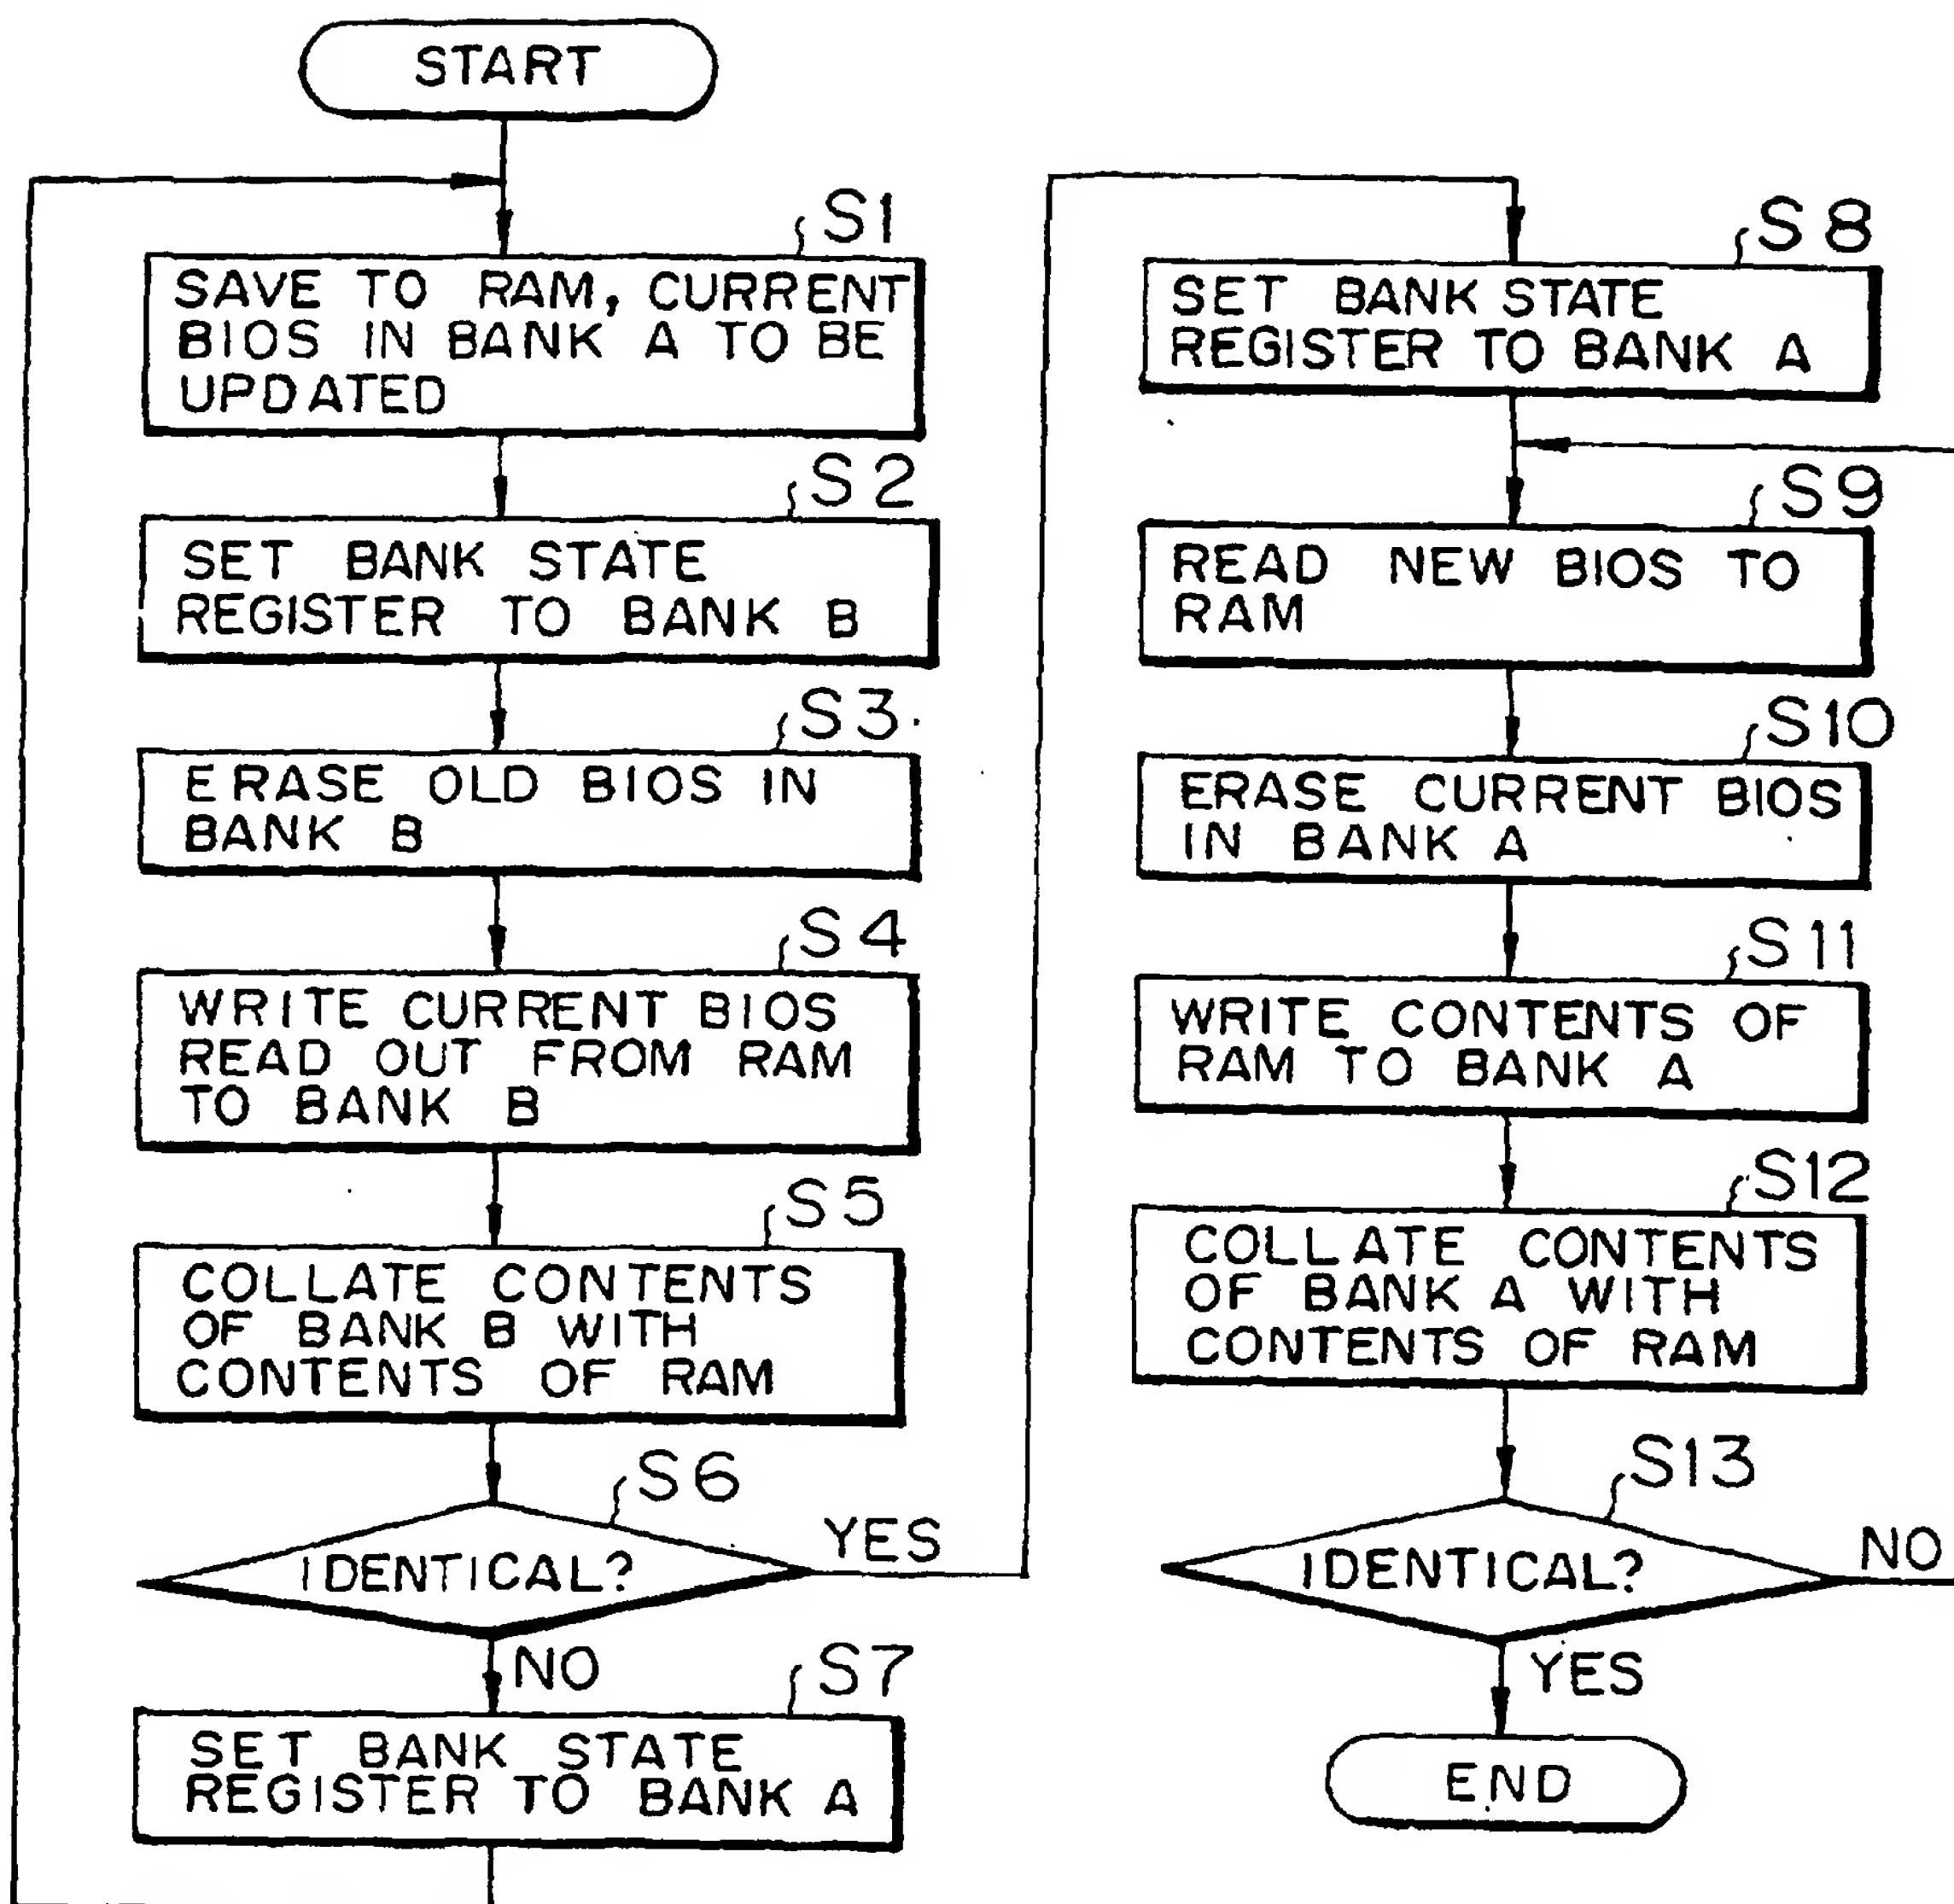 START
S1
SAVE TO RAM, CURRENT
BIOS IN BANK A TO BE
UPDATED
S2
SET BANK STATE
REGISTER TO BANK B
S3
ERASE OLD BIOS IN
BANK B
S4
WRITE CURRENT BIOS
READ OUT FROM RAM
TO BANK B
S5
COLLATE CONTENTS
OF BANK B WITH
CONTENTS OF RAM
S6
IDENTICAL?
YES
NO
S7
SET BANK STATE
REGISTER TO BANK A
S8
SET BANK STATE
REGISTER TO BANK A
S9
READ NEW BIOS TO
RAM
S10
ERASE CURRENT BIOS
IN BANK A
S11
WRITE CONTENTS OF
RAM TO BANK A
S12
COLLATE CONTENTS
OF BANK A WITH
CONTENTS OF RAM
S13
IDENTICAL?
NO
YES
END